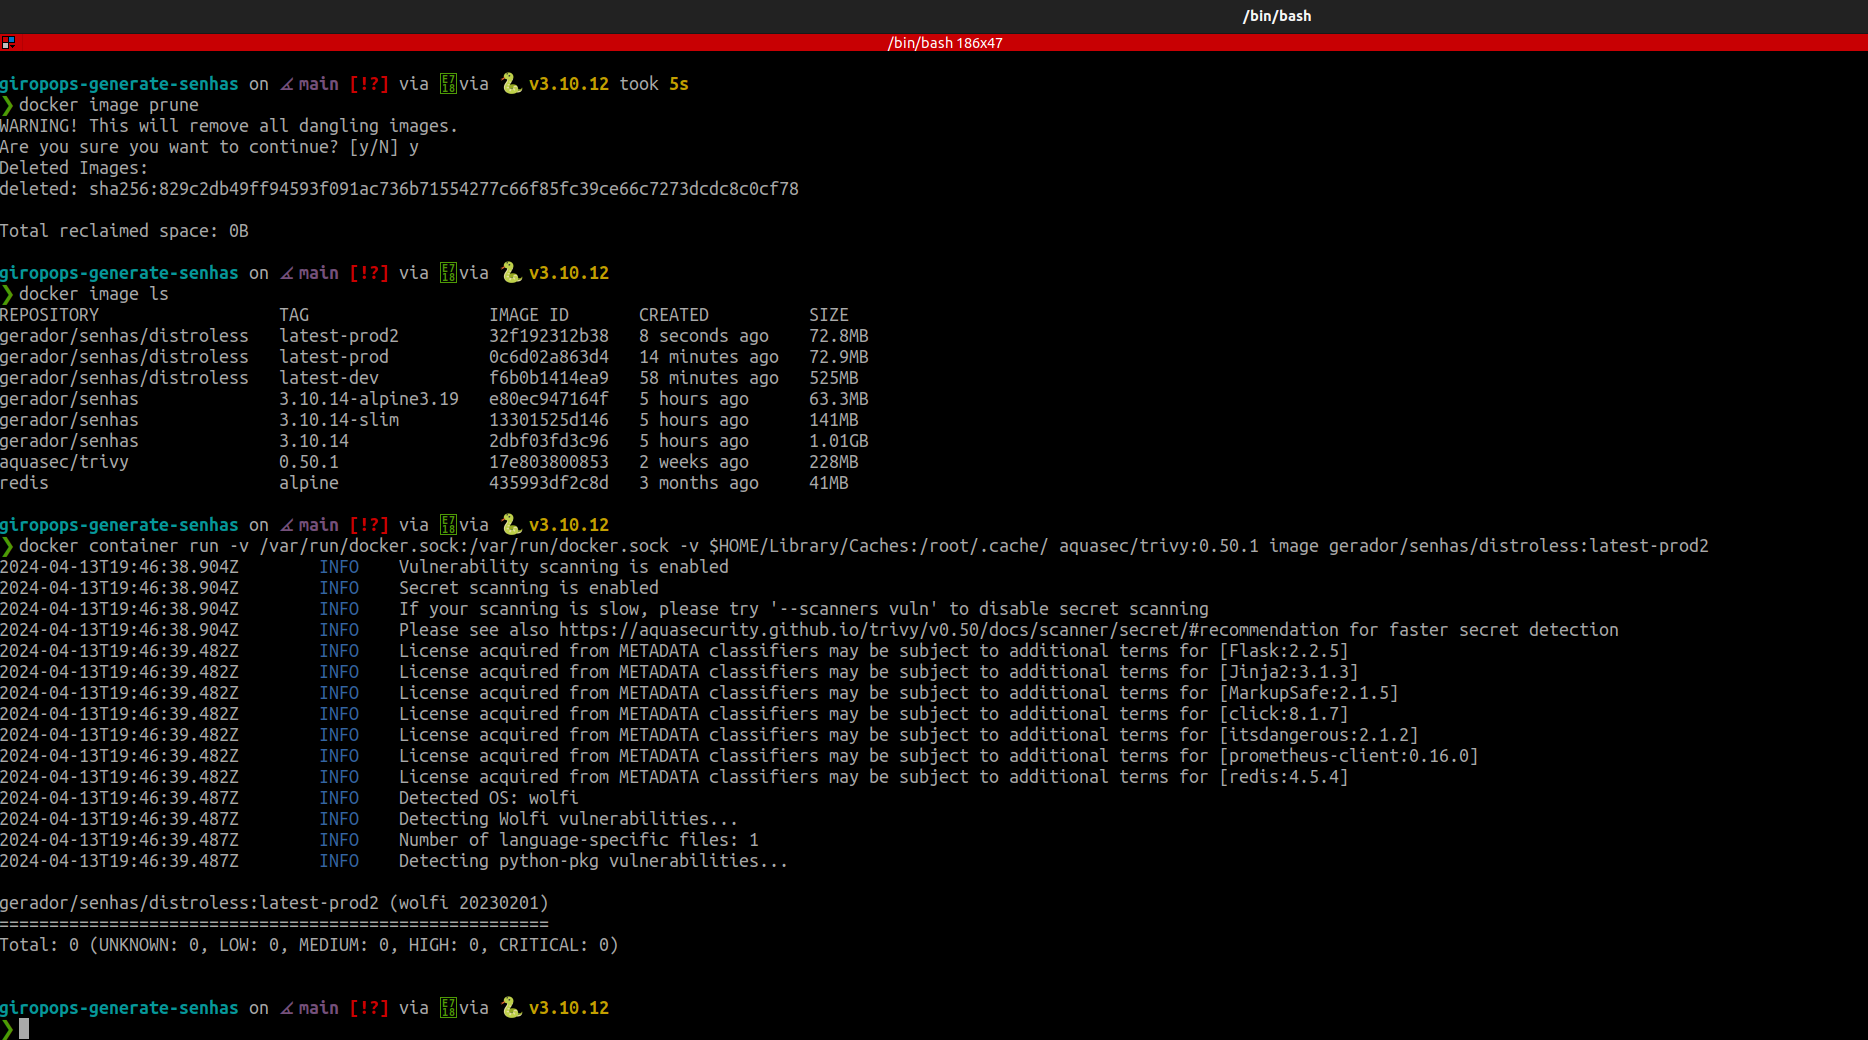 /bin/bash
/bin/bash 186x47
giropops-generate-senhas on main [!?] via via v3.10.12 took 5s
❯ docker image prune
WARNING! This will remove all dangling images.
Are you sure you want to continue? [y/N] y
Deleted Images:
deleted: sha256:829c2db49ff94593f091ac736b71554277c66f85fc39ce66c7273dcdc8c0cf78
Total reclaimed space: 0B
giropops-generate-senhas on main [!?] via via v3.10.12
❯ docker image ls
REPOSITORY TAG IMAGE ID CREATED SIZE
gerador/senhas/distroless latest-prod2 32f192312b38 8 seconds ago 72.8MB
gerador/senhas/distroless latest-prod 0c6d02a863d4 14 minutes ago 72.9MB
gerador/senhas/distroless latest-dev f6b0b1414ea9 58 minutes ago 525MB
gerador/senhas 3.10.14-alpine3.19 e80ec947164f 5 hours ago 63.3MB
gerador/senhas 3.10.14-slim 13301525d146 5 hours ago 141MB
gerador/senhas 3.10.14 2dbf03fd3c96 5 hours ago 1.01GB
aquasec/trivy 0.50.1 17e803800853 2 weeks ago 228MB
redis alpine 435993df2c8d 3 months ago 41MB
giropops-generate-senhas on main [!?] via via v3.10.12
❯ docker container run -v /var/run/docker.sock:/var/run/docker.sock -v $HOME/Library/Caches:/root/.cache/ aquasec/trivy:0.50.1 image gerador/senhas/distroless:latest-prod2
2024-04-13T19:46:38.904Z INFO Vulnerability scanning is enabled
2024-04-13T19:46:38.904Z INFO Secret scanning is enabled
2024-04-13T19:46:38.904Z INFO If your scanning is slow, please try '--scanners vuln' to disable secret scanning
2024-04-13T19:46:38.904Z INFO Please see also https://aquasecurity.github.io/trivy/v0.50/docs/scanner/secret/#recommendation for faster secret detection
2024-04-13T19:46:39.482Z INFO License acquired from METADATA classifiers may be subject to additional terms for [Flask:2.2.5]
2024-04-13T19:46:39.482Z INFO License acquired from METADATA classifiers may be subject to additional terms for [Jinja2:3.1.3]
2024-04-13T19:46:39.482Z INFO License acquired from METADATA classifiers may be subject to additional terms for [MarkupSafe:2.1.5]
2024-04-13T19:46:39.482Z INFO License acquired from METADATA classifiers may be subject to additional terms for [click:8.1.7]
2024-04-13T19:46:39.482Z INFO License acquired from METADATA classifiers may be subject to additional terms for [itsdangerous:2.1.2]
2024-04-13T19:46:39.482Z INFO License acquired from METADATA classifiers may be subject to additional terms for [prometheus-client:0.16.0]
2024-04-13T19:46:39.482Z INFO License acquired from METADATA classifiers may be subject to additional terms for [redis:4.5.4]
2024-04-13T19:46:39.487Z INFO Detected OS: wolfi
2024-04-13T19:46:39.487Z INFO Detecting Wolfi vulnerabilities...
2024-04-13T19:46:39.487Z INFO Number of language-specific files: 1
2024-04-13T19:46:39.487Z INFO Detecting python-pkg vulnerabilities...
gerador/senhas/distroless:latest-prod2 (wolfi 20230201)
=======================================================
Total: 0 (UNKNOWN: 0, LOW: 0, MEDIUM: 0, HIGH: 0, CRITICAL: 0)
giropops-generate-senhas on main [!?] via via v3.10.12
❯